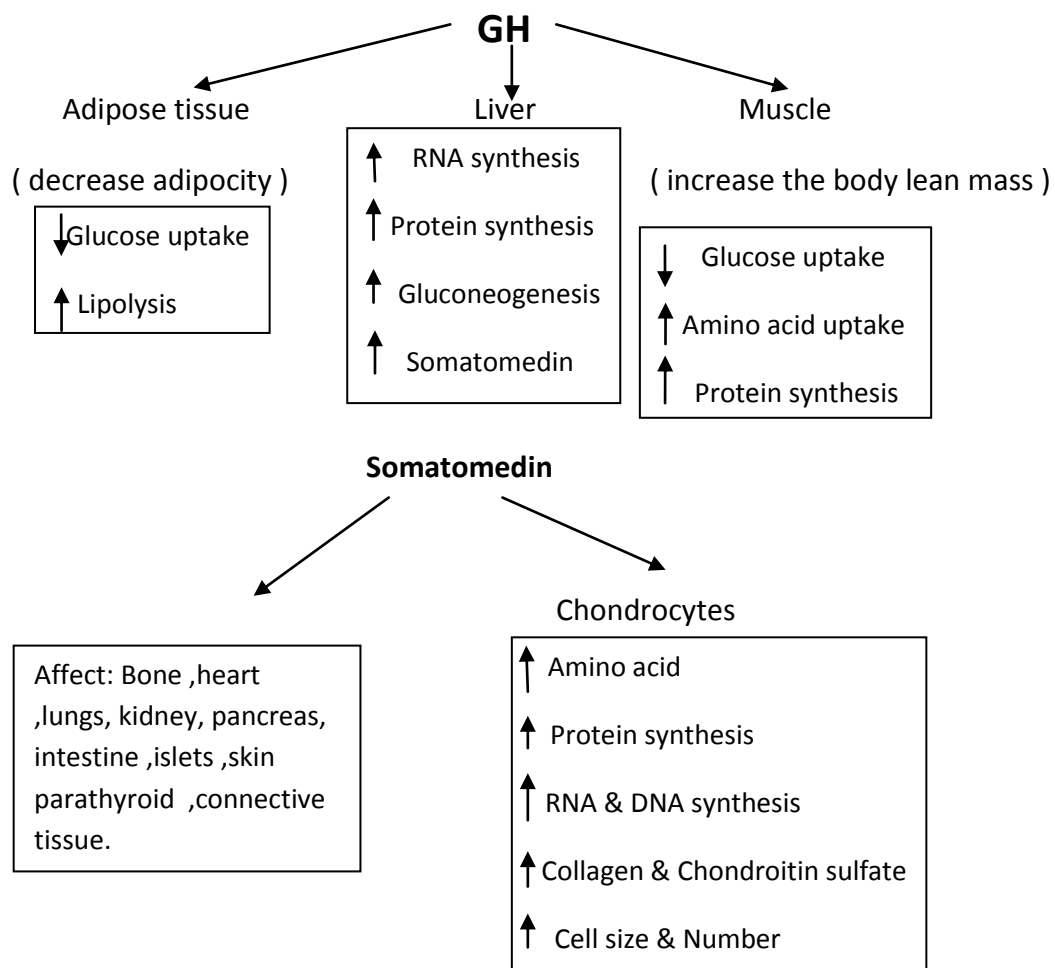 GH
Adipose tissue
Liver
Muscle
( decrease adipocity )
( increase the body lean mass )
Glucose uptake
Lipolysis
RNA synthesis
Protein synthesis
Gluconeogenesis
Somatomedin
Glucose uptake
Amino acid uptake
Protein synthesis
Somatomedin
Affect: Bone ,heart
,lungs, kidney, pancreas,
intestine ,islets ,skin
parathyroid ,connective
tissue.
Chondrocytes
Amino acid
Protein synthesis
RNA & DNA synthesis
Collagen & Chondroitin sulfate
Cell size & Number